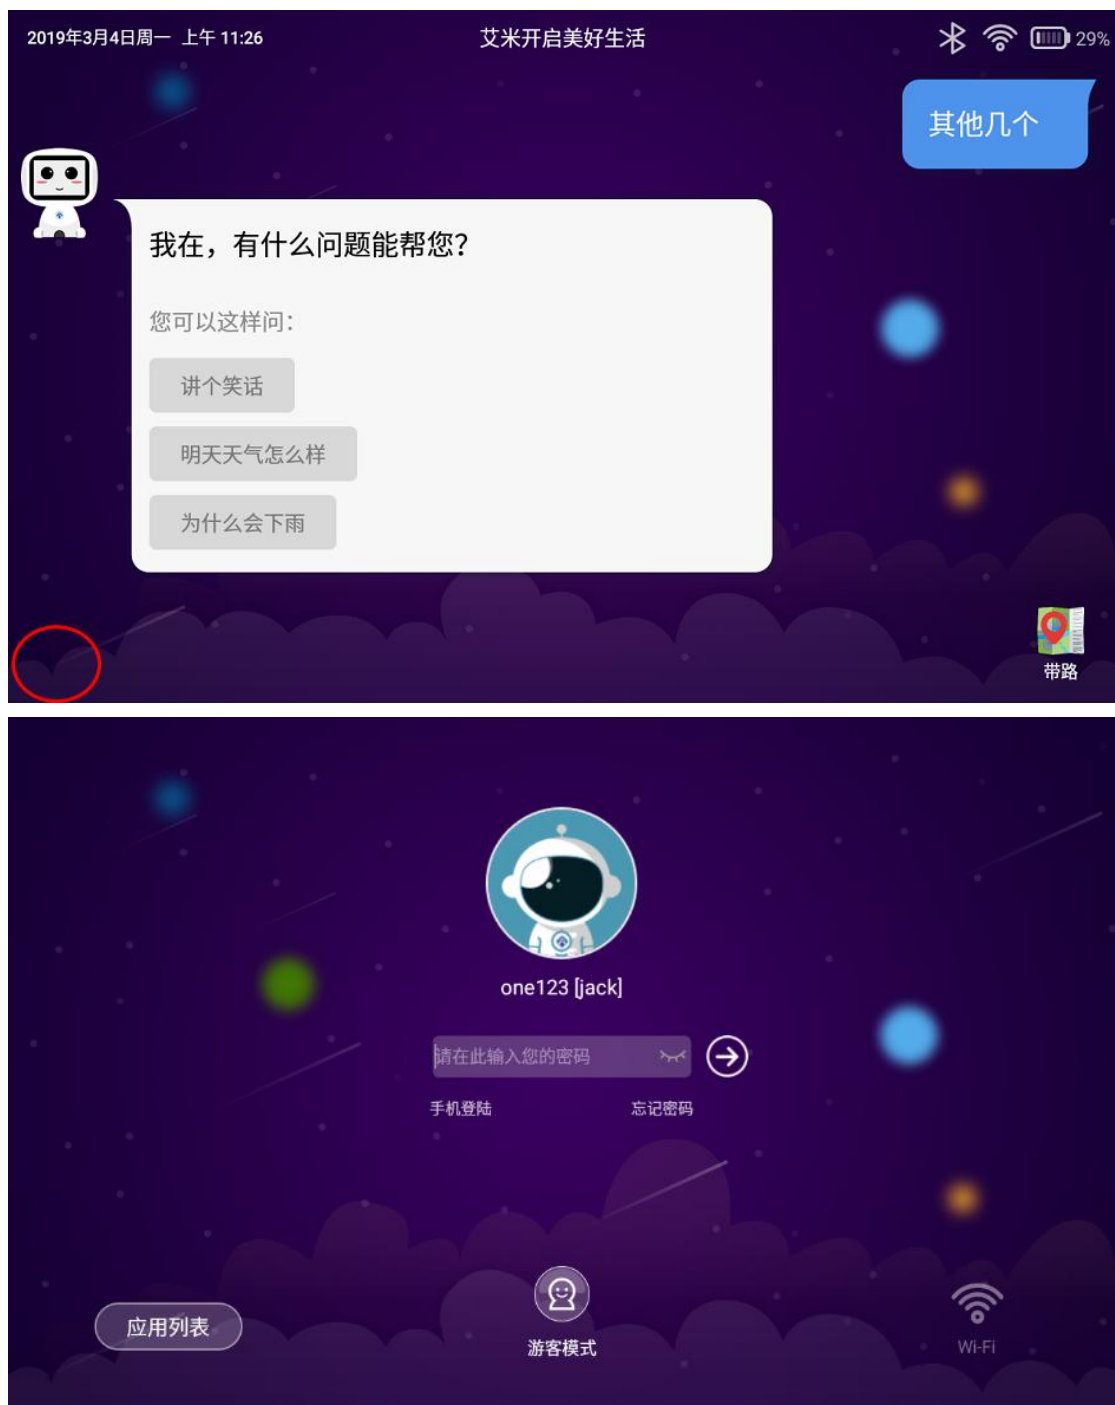 2019年3月4日周一 上午 11:26
艾米开启美好生活
29%
其他几个
我在，有什么问题能帮您？
您可以这样问：
讲个笑话
明天天气怎么样
为什么会下雨
带路
one123 [jack]
请在此输入您的密码
手机登陆
忘记密码
应用列表
游客模式
Wi-Fi